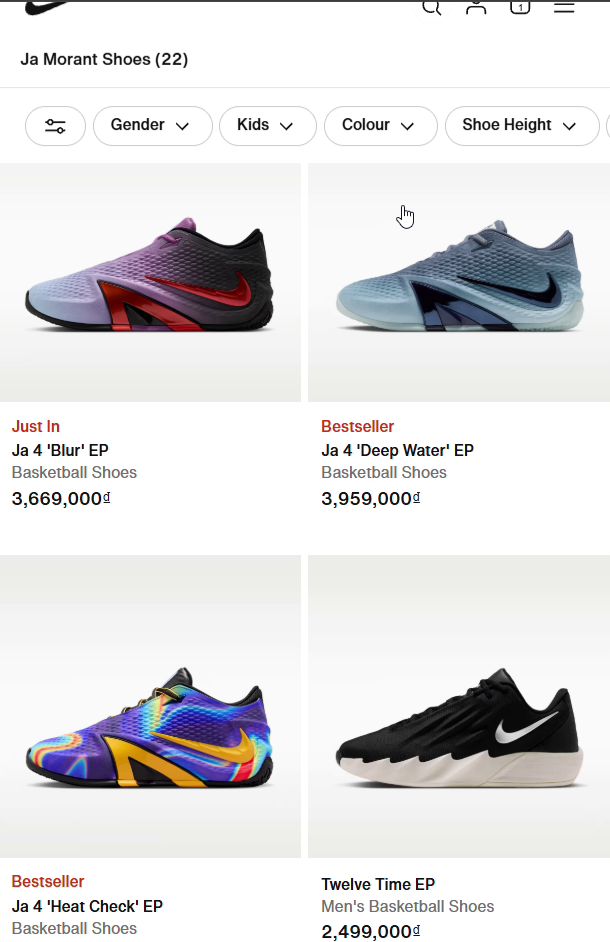 1
Ja Morant Shoes (22)
Gender
Kids
Colour
Shoe Height
Just In
Ja 4 'Blur' EP
Basketball Shoes
3,669,000₫
Bestseller
Ja 4 'Deep Water' EP
Basketball Shoes
3,959,000₫
Bestseller
Ja 4 'Heat Check' EP
Basketball Shoes
Twelve Time EP
Men's Basketball Shoes
2,499,000₫